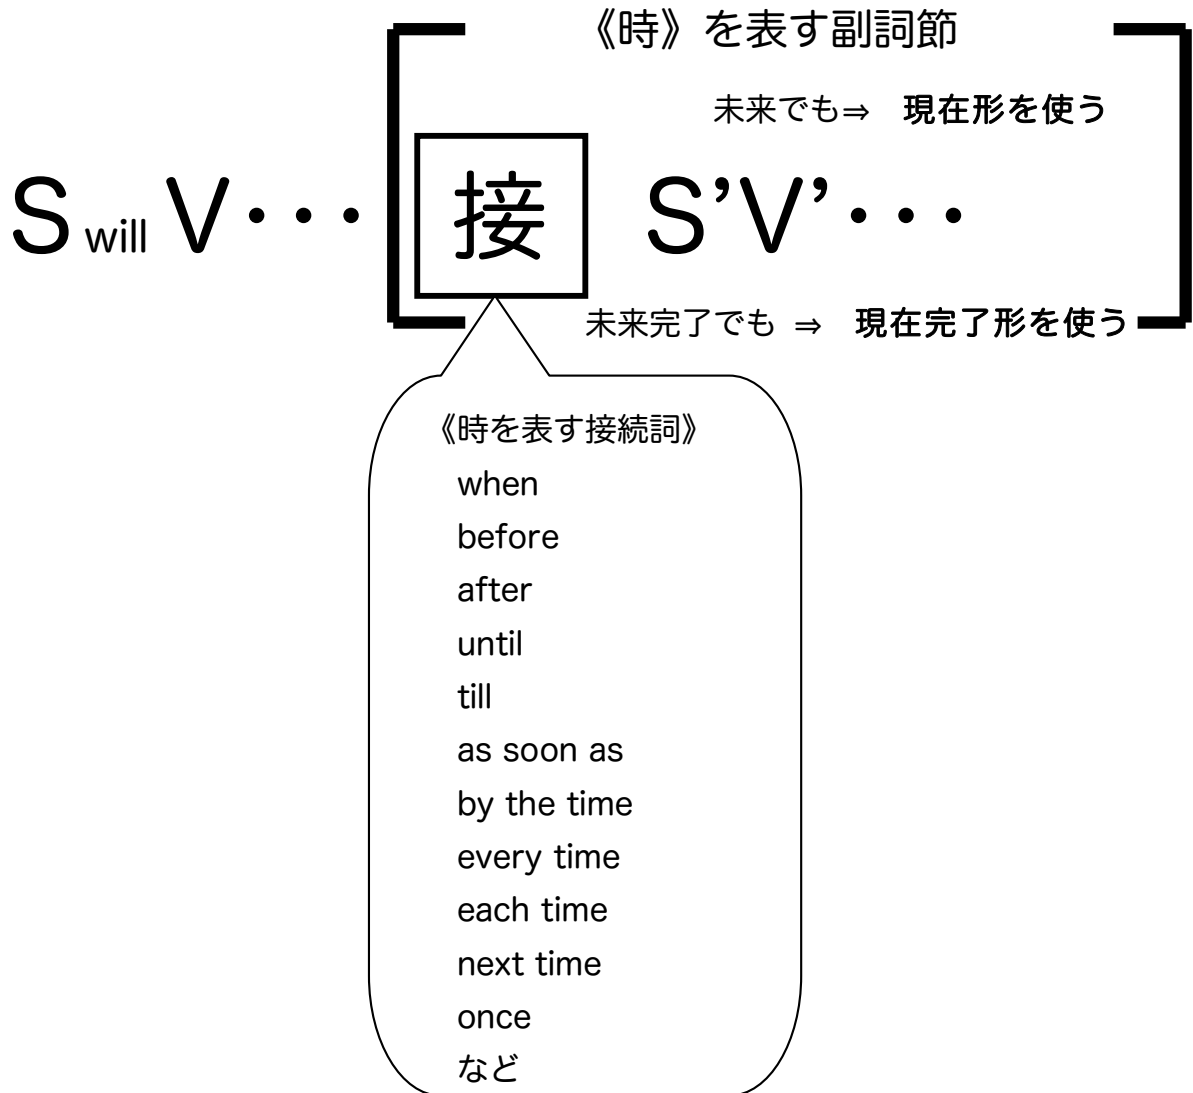 《時》を表す副詞節
未来でも⇒ 現在形を使う
S will V・・・ 接 S’V’・・・
未来完了でも ⇒ 現在完了形を使う
《時を表す接続詞》
when
before
after
until
till
as soon as
by the time
every time
each time
next time
once
など